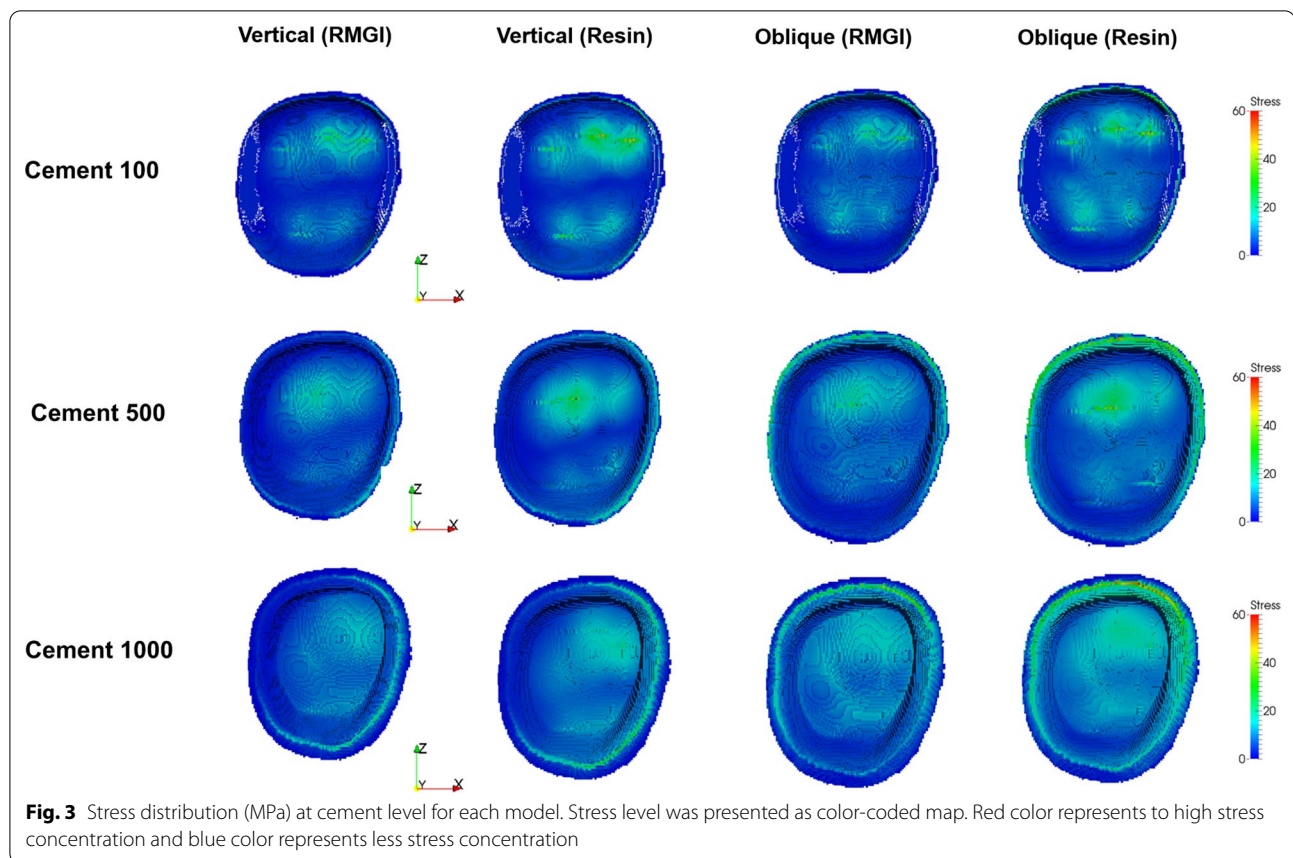 Vertical (RMGI) Vertical (Resin) Oblique (RMGI) Oblique (Resin)
Cement 100
Stress
60
40
20
0
Z
Y X
Cement 500
Stress
60
40
20
0
Z
Y X
Cement 1000
Stress
60
40
20
0
Z
Y X
Fig. 3 Stress distribution (MPa) at cement level for each model. Stress level was presented as color-coded map. Red color represents to high stress
concentration and blue color represents less stress concentration